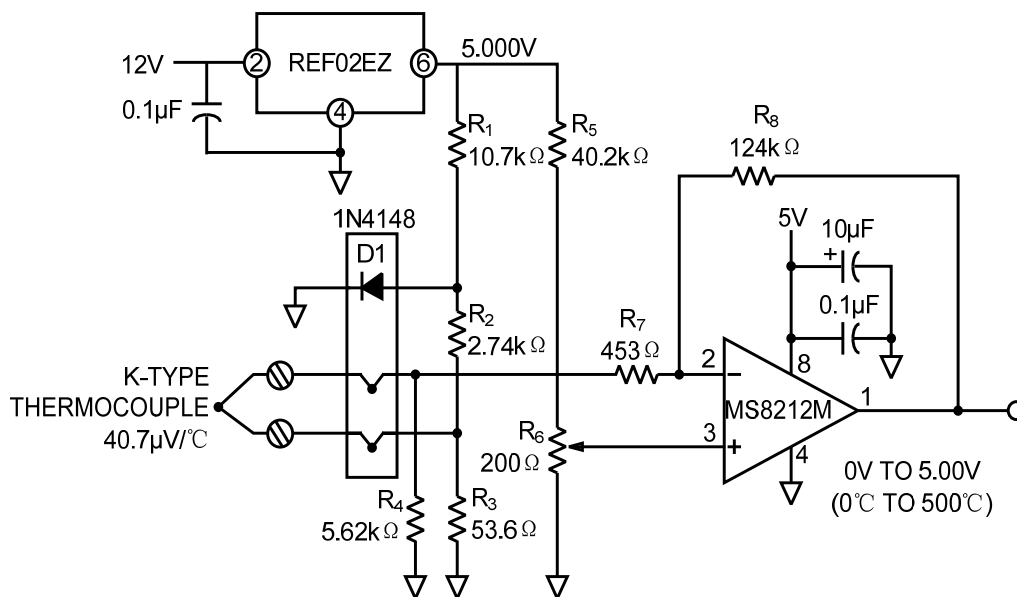 12V
2
REF02EZ
6
4
5.000V
0.1µF
R1
10.7kΩ
R5
40.2kΩ
R8
124kΩ
1N4148
D1
5V
+
10µF
0.1µF
R2
2.74kΩ
R7
453Ω
K-TYPE
THERMOCOUPLE
40.7µV/℃
R6
200Ω
2
−
8
MS8212M
1
3
+
4
R4
5.62kΩ
R3
53.6Ω
0V TO 5.00V
(0℃ TO 500℃)